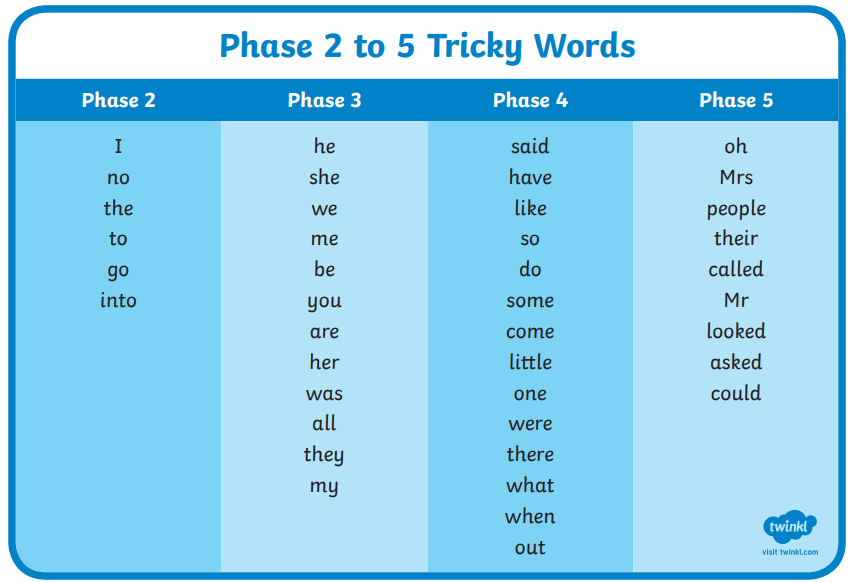 Phase 2 to 5 Tricky Words
Phase 2 Phase 3 Phase 4 Phase 5
I he said oh
no she have Mrs
the we like people
to me so their
go be do called
into you some Mr
are come looked
her little asked
was one could
all were
they there
my what
when
out
twinkl
visit twinkl.com